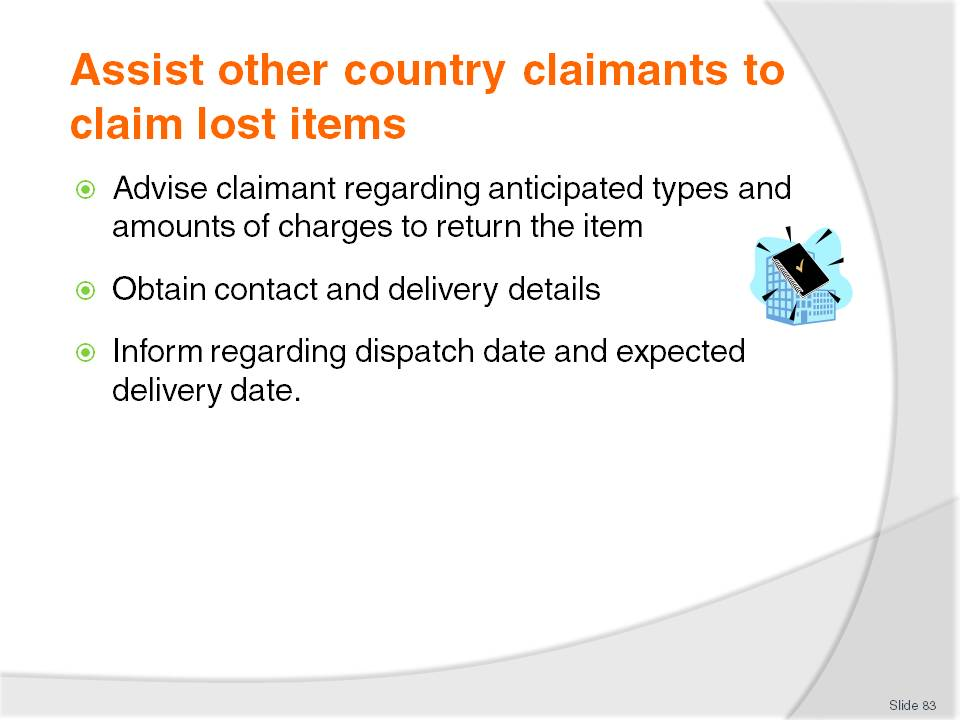 Assist other country claimants to
claim lost items
Advise claimant regarding anticipated types and
amounts of charges to return the item
Obtain contact and delivery details
Inform regarding dispatch date and expected
delivery date.
Slide 83